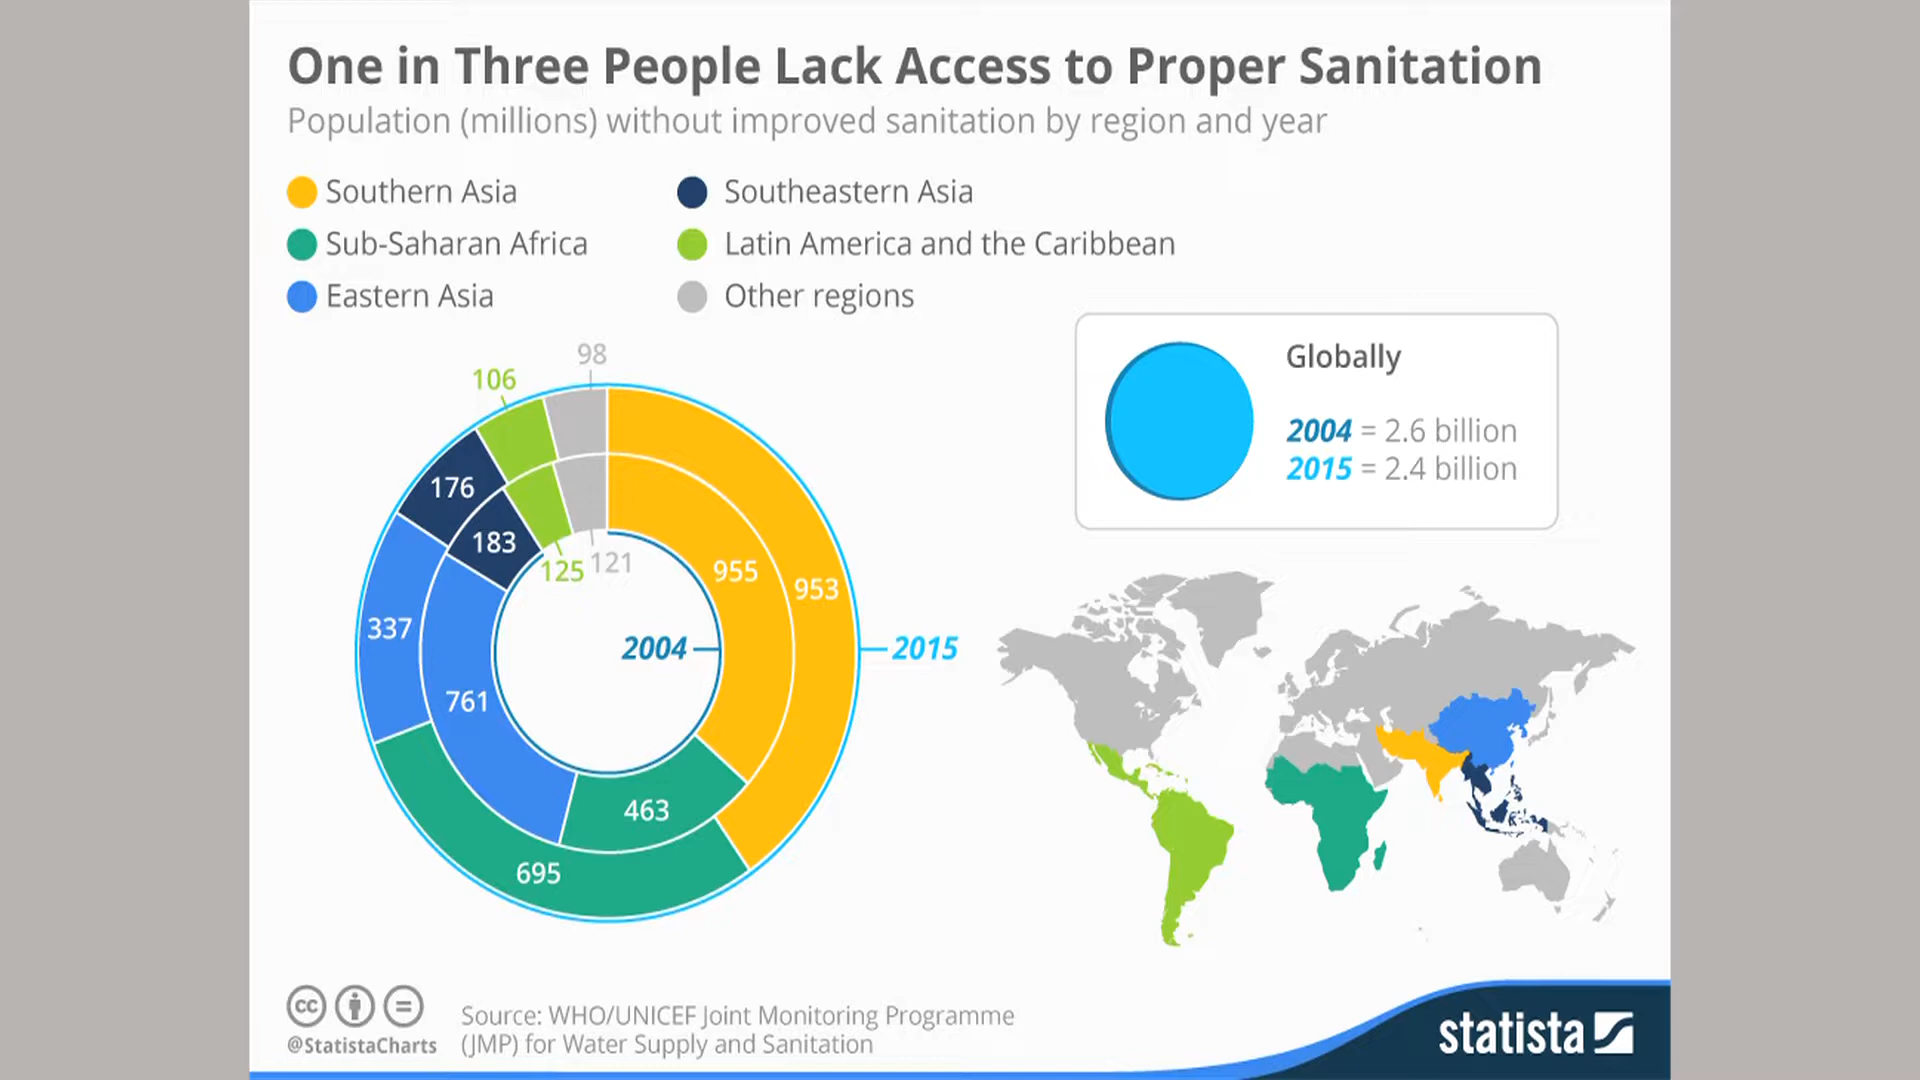 One in Three People Lack Access to Proper Sanitation
Population (millions) without improved sanitation by region and year
Southern Asia
Southeastern Asia
Sub-Saharan Africa
Latin America and the Caribbean
Eastern Asia
Other regions
Globally
2004 = 2.6 billion
2015 = 2.4 billion
98
106
176
183
125
121
955
953
337
2004
2015
761
463
695
cc
@StatistaCharts
Source: WHO/UNICEF Joint Monitoring Programme
(JMP) for Water Supply and Sanitation
statista